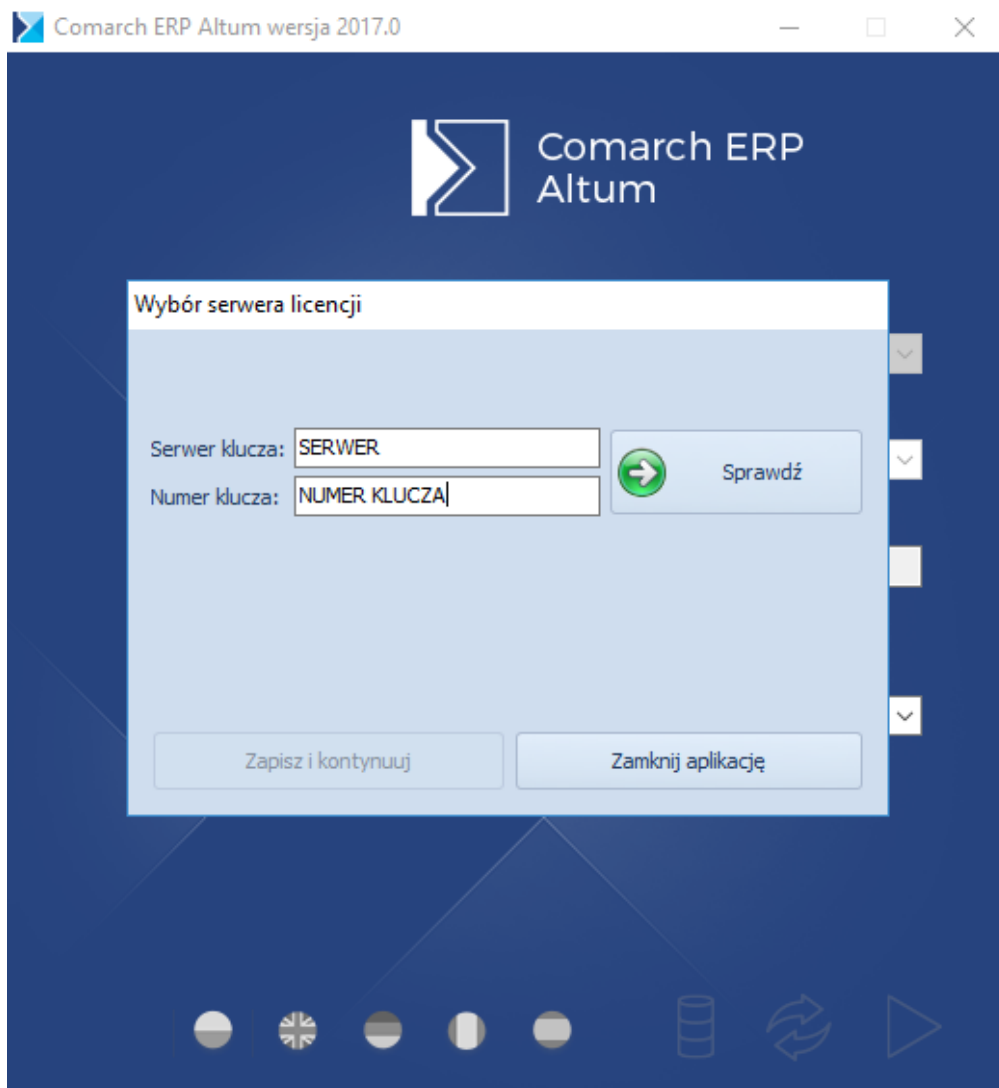 Comarch ERP Altum wersja 2017.0
Comarch ERP
Altum
Wybór serwera licencji
Serwer klucza: SERWER
Numer klucza: NUMER KLUCZA
Sprawdź
Zapisz i kontynuuj
Zamknij aplikację